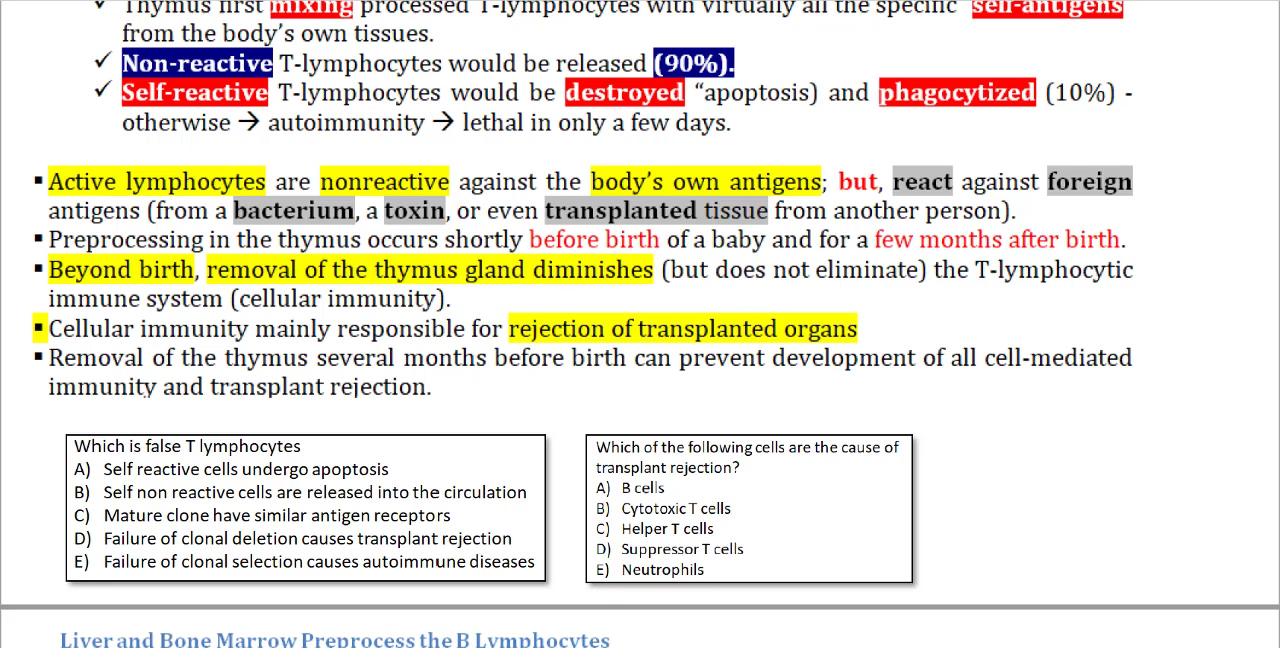 ✓ Thymus first mixing processed T-lymphocytes with virtually all the specific "self-antigens
from the body's own tissues.
✓ Non-reactive T-lymphocytes would be released (90%).
✓ Self-reactive T-lymphocytes would be destroyed "apoptosis) and phagocytized (10%) -
otherwise → autoimmunity → lethal in only a few days.
▪ Active lymphocytes are nonreactive against the body's own antigens; but, react against foreign
antigens (from a bacterium, a toxin, or even transplanted tissue from another person).
▪ Preprocessing in the thymus occurs shortly before birth of a baby and for a few months after birth.
▪ Beyond birth, removal of the thymus gland diminishes (but does not eliminate) the T-lymphocytic
immune system (cellular immunity).
▪ Cellular immunity mainly responsible for rejection of transplanted organs
▪ Removal of the thymus several months before birth can prevent development of all cell-mediated
immunity and transplant rejection.
Which is false T lymphocytes
A) Self reactive cells undergo apoptosis
B) Self non reactive cells are released into the circulation
C) Mature clone have similar antigen receptors
D) Failure of clonal deletion causes transplant rejection
E) Failure of clonal selection causes autoimmune diseases
Which of the following cells are the cause of
transplant rejection?
A) B cells
B) Cytotoxic T cells
C) Helper T cells
D) Suppressor T cells
E) Neutrophils
Liver and Bone Marrow Preprocess the B Lymphocytes